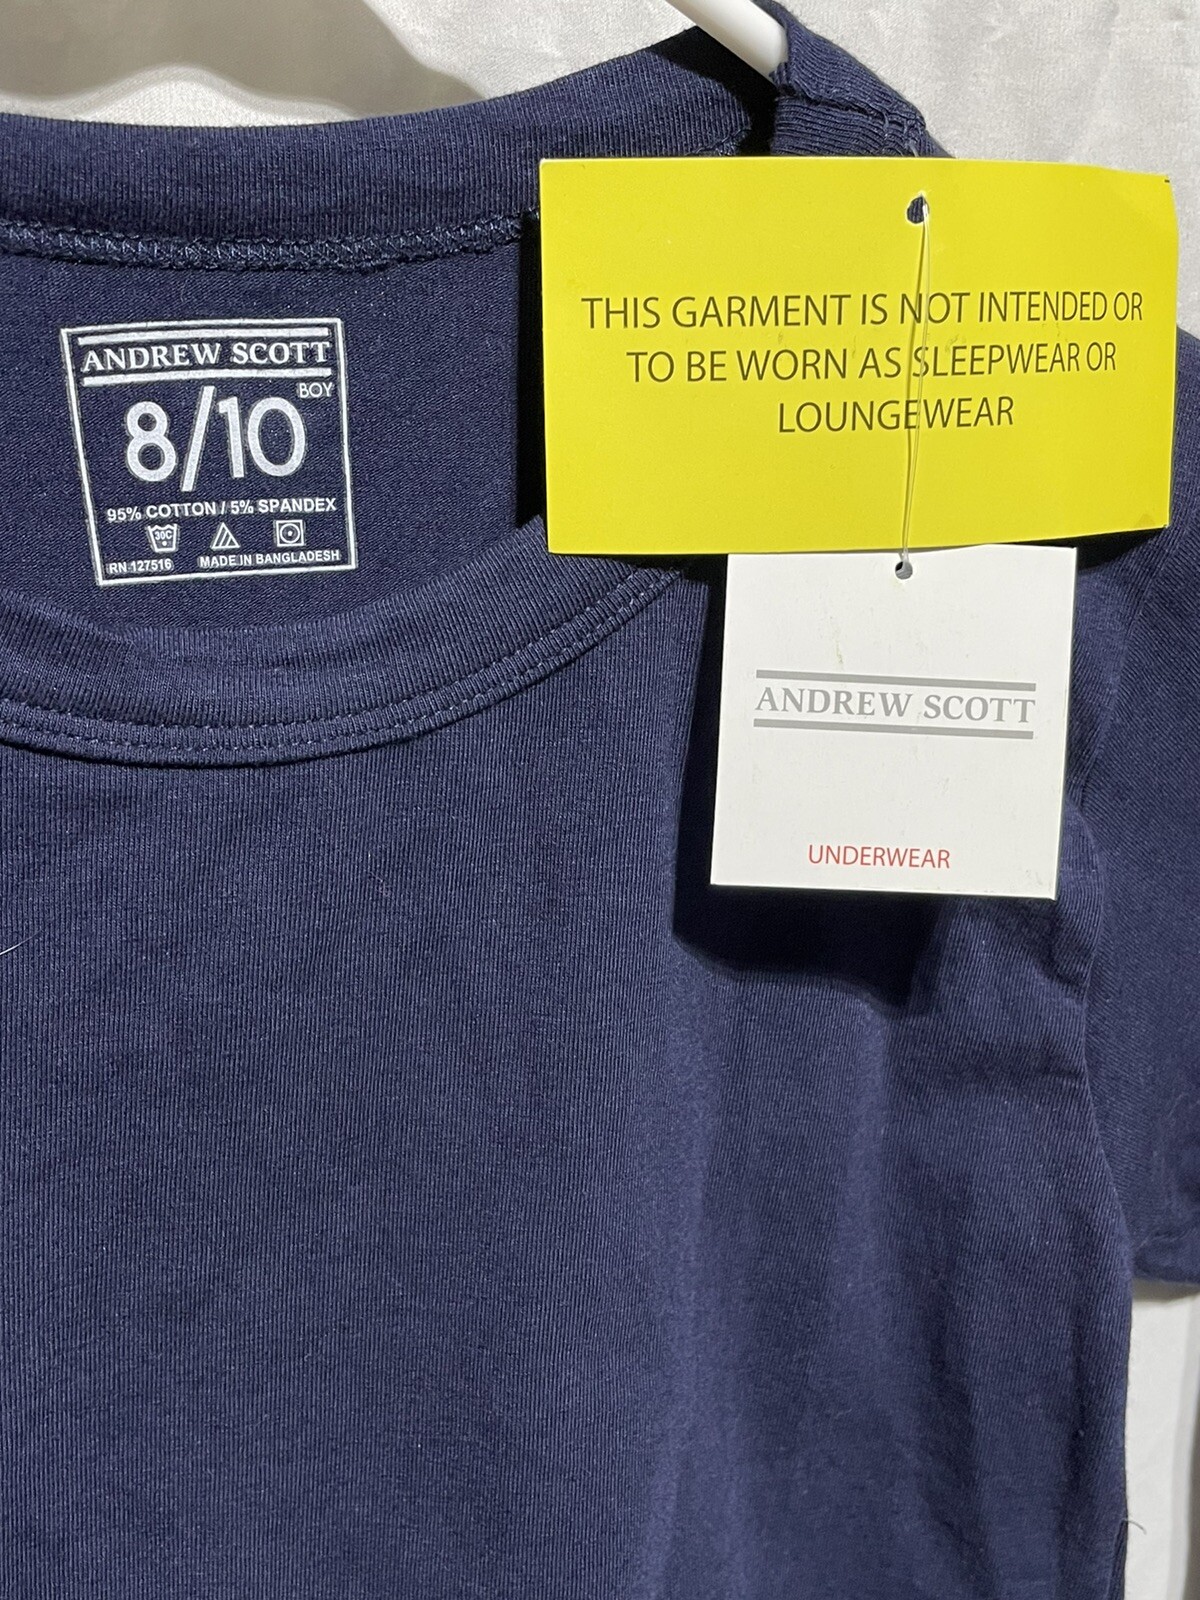 ANDREW SCOTT
8/10 BOY
95% COTTON / 5% SPANDEX
30C
RN 127516 MADE IN BANGLADESH
THIS GARMENT IS NOT INTENDED OR
TO BE WORN AS SLEEPWEAR OR
LOUNGEWEAR
ANDREW SCOTT
UNDERWEAR